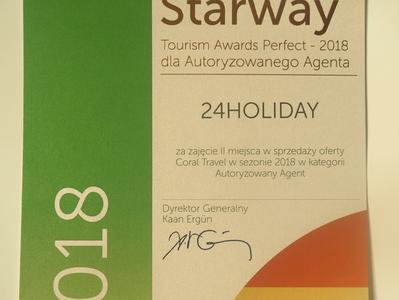 Starway
Tourism Awards Perfect - 2018
dla Autoryzowanego Agenta
24HOLIDAY
za zajęcie II miejsca w sprzedaży oferty
Coral Travel w sezonie 2018 w kategorii
Autoryzowany Agent
Dyrektor Generalny
Kaan Ergün
018